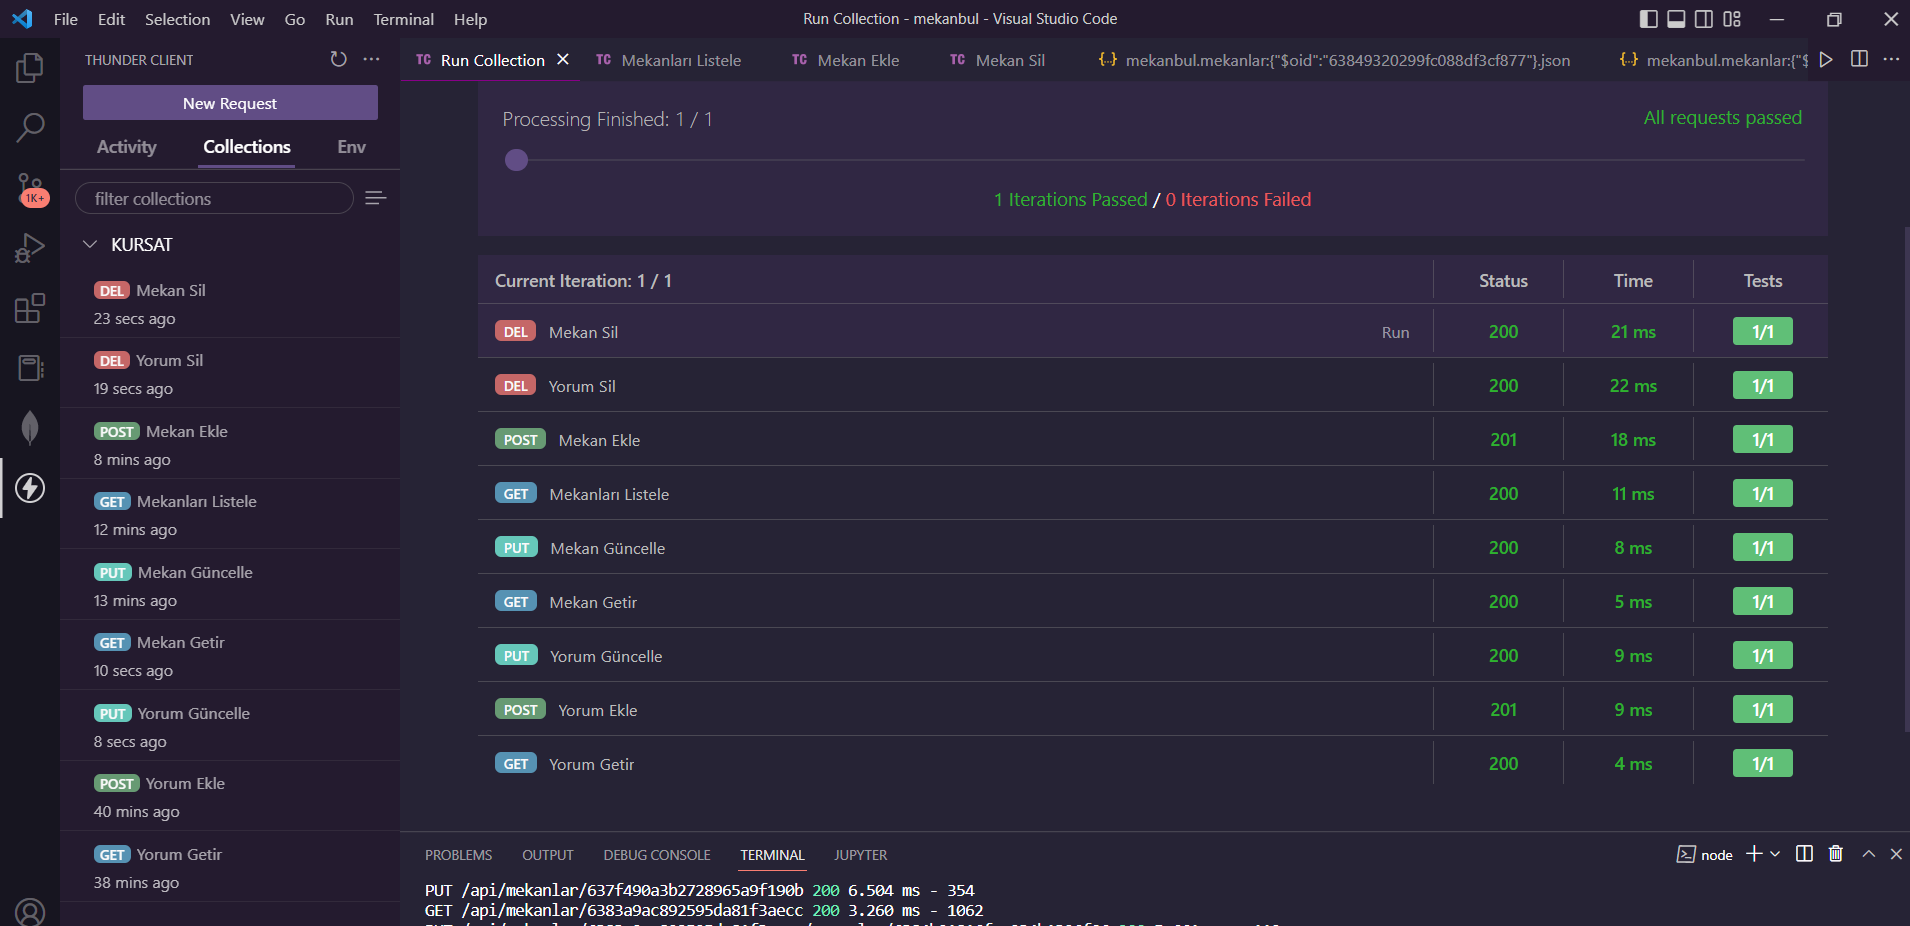 File Edit Selection View Go Run Terminal Help
Run Collection - mekanbul - Visual Studio Code
THUNDER CLIENT
New Request
Activity Collections Env
filter collections
1K+
KURSAT
DEL Mekan Sil
23 secs ago
DEL Yorum Sil
19 secs ago
POST Mekan Ekle
8 mins ago
GET Mekanları Listele
12 mins ago
PUT Mekan Güncelle
13 mins ago
GET Mekan Getir
10 secs ago
PUT Yorum Güncelle
8 secs ago
POST Yorum Ekle
40 mins ago
GET Yorum Getir
38 mins ago
TC Run Collection TC Mekanları Listele TC Mekan Ekle TC Mekan Sil {..} mekanbul.mekanlar:{"$oid":"63849320299fc088df3cf877"}.json {..} mekanbul.mekanlar:{"$
Processing Finished: 1 / 1
All requests passed
1 Iterations Passed / 0 Iterations Failed
Current Iteration: 1 / 1 Status Time Tests
DEL Mekan Sil Run 200 21 ms 1/1
DEL Yorum Sil 200 22 ms 1/1
POST Mekan Ekle 201 18 ms 1/1
GET Mekanları Listele 200 11 ms 1/1
PUT Mekan Güncelle 200 8 ms 1/1
GET Mekan Getir 200 5 ms 1/1
PUT Yorum Güncelle 200 9 ms 1/1
POST Yorum Ekle 201 9 ms 1/1
GET Yorum Getir 200 4 ms 1/1
PROBLEMS OUTPUT DEBUG CONSOLE TERMINAL JUPYTER
node
PUT /api/mekanlar/637f490a3b2728965a9f190b 200 6.504 ms - 354
GET /api/mekanlar/6383a9ac892595da81f3aecc 200 3.260 ms - 1062